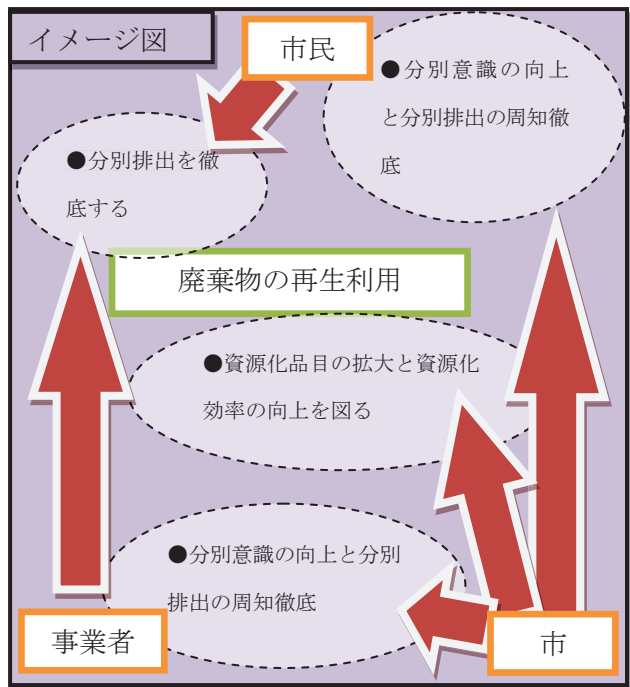 イメージ図
市民
●分別意識の向上
と分別排出の周知徹
底
●分別排出を徹
底する
廃棄物の再生利用
●資源化品目の拡大と資源化
効率の向上を図る
●分別意識の向上と分別
排出の周知徹底
事業者
市